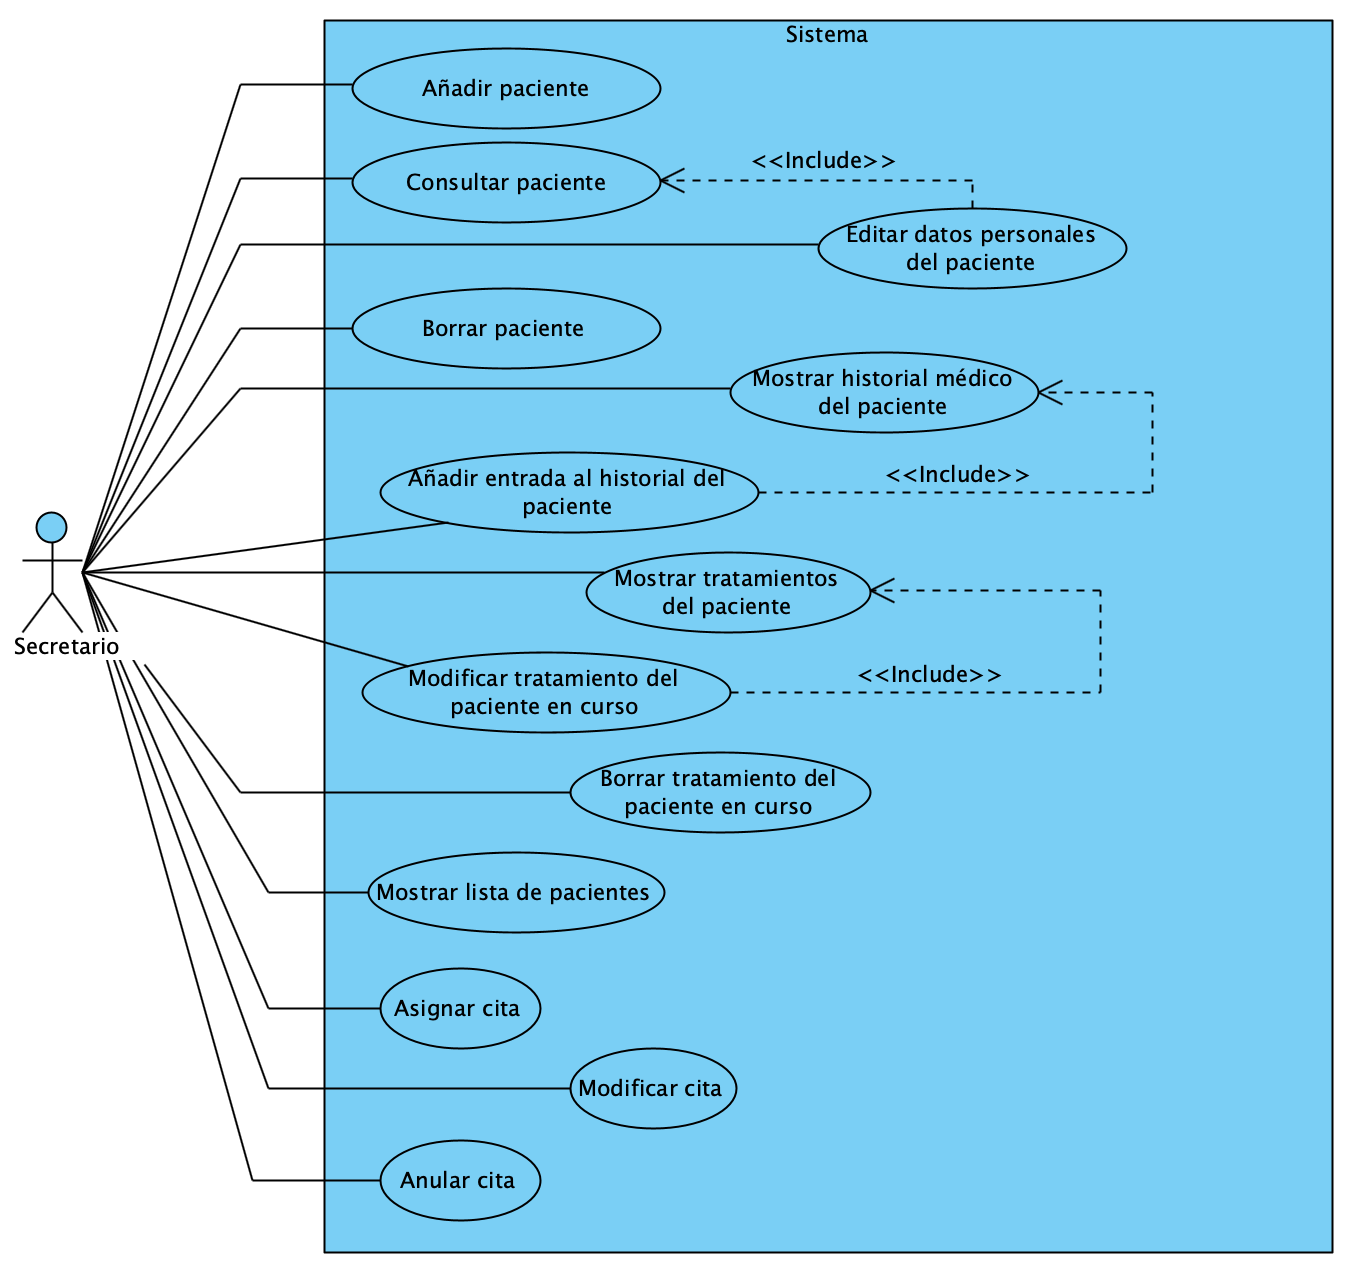 Sistema
Añadir paciente
<<Include>>
Consultar paciente
Editar datos personales
del paciente
Borrar paciente
Mostrar historial médico
del paciente
Añadir entrada al historial del
paciente
<<Include>>
Mostrar tratamientos
del paciente
Secretario
Modificar tratamiento del
paciente en curso
<<Include>>
Borrar tratamiento del
paciente en curso
Mostrar lista de pacientes
Asignar cita
Modificar cita
Anular cita